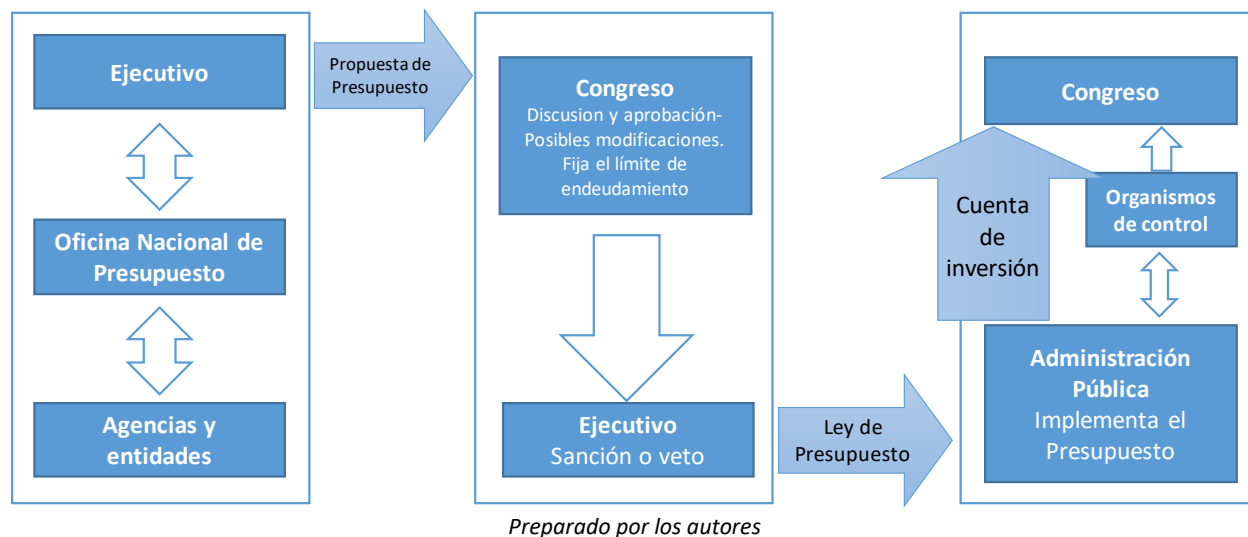 Ejecutivo
Oficina Nacional de
Presupuesto
Agencias y
entidades
Propuesta de
Presupuesto
Congreso
Discusion y aprobación-
Posibles modificaciones.
Fija el límite de
endeudamiento
Ejecutivo
Sanción o veto
Ley de
Presupuesto
Congreso
Organismos
de control
Cuenta
de
inversión
Administración
Pública
Implementa el
Presupuesto
Preparado por los autores